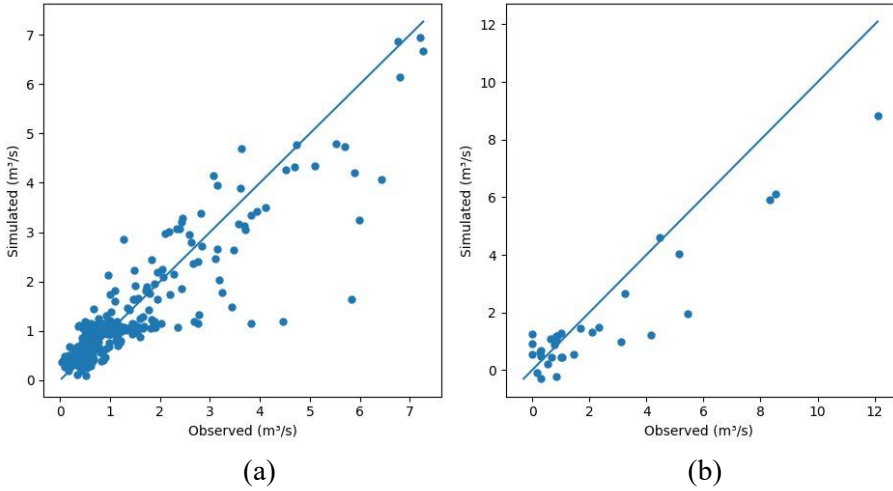 7
6
5
4
3
2
1
0
Simulated (m³/s)
0 1 2 3 4 5 6 7
Observed (m³/s)
(a)
12
10
8
6
4
2
0
Simulated (m³/s)
0 2 4 6 8 10 12
Observed (m³/s)
(b)